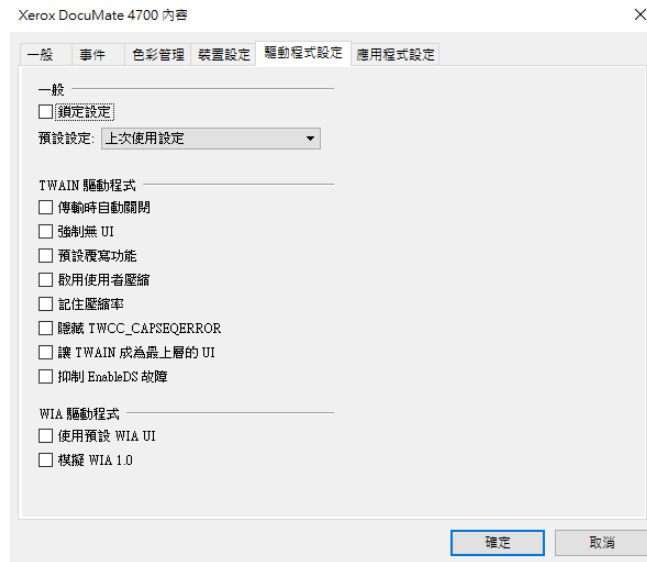 Xerox DocuMate 4700 內容
一般 事件 色彩管理 裝置設定 驅動程式設定 應用程式設定
一般
鎖定設定
預設設定: 上次使用設定
TWAIN 驅動程式
傳輸時自動關閉
強制無 UI
預設覆寫功能
啟用使用者壓縮
記住壓縮率
隱藏 TWCC_CAPSEQERROR
讓 TWAIN 成為最上層的 UI
抑制 EnableDS 故障
WIA 驅動程式
使用預設 WIA UI
模擬 WIA 1.0
確定 取消